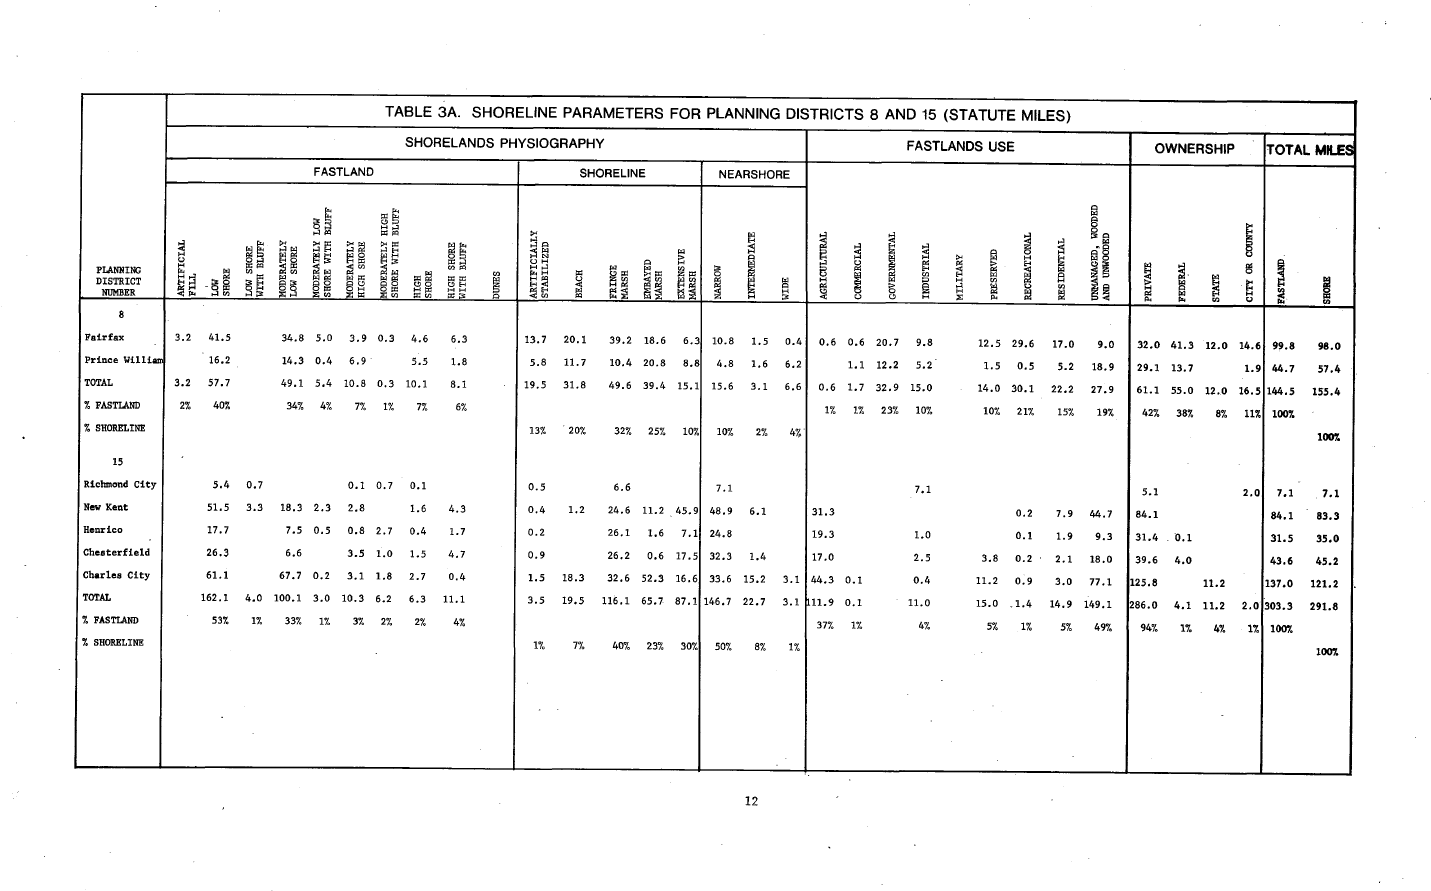 TABLE 3A. SHORELINE PARAMETERS FOR PLANNING DISTRICTS 8 AND 15 (STATUTE MILES)
SHORELANDS PHYSIOGRAPHY FASTLANDS USE OWNERSHIP TOTAL MILES
FASTLAND SHORELINE NEARSHORE
PLANNING DISTRICT NUMBER
ARTIFICIAL FILL
LOW SHORE
LOW SHORE WITH BLUFF
MODERATELY LOW SHORE
MODERATELY LOW SHORE WITH BLUFF
MODERATELY HIGH SHORE
MODERATELY HIGH SHORE WITH BLUFF
HIGH SHORE
HIGH SHORE WITH BLUFF
DUNES
ARTIFICIALLY STABILIZED
BEACH
FRINGE MARSH
EMBAYED MARSH
EXTENSIVE MARSH
NARROW
INTERMEDIATE
WIDE
AGRICULTURAL
COMMERCIAL
GOVERNMENTAL
INDUSTRIAL
MILITARY
PRESERVED
RECREATIONAL
RESIDENTIAL
UNMANAGED, WOODED AND UNWOODED
PRIVATE
FEDERAL
STATE
CITY OR COUNTY
FASTLAND
SHORE
8
Fairfax 3.2 41.5 34.8 5.0 3.9 0.3 4.6 6.3 13.7 20.1 39.2 18.6 6.3 10.8 1.5 0.4 0.6 0.6 20.7 9.8 12.5 29.6 17.0 9.0 32.0 41.3 12.0 14.6 99.8 98.0
Prince William 16.2 14.3 0.4 6.9 5.5 1.8 5.8 11.7 10.4 20.8 8.8 4.8 1.6 6.2 1.1 12.2 5.2 1.5 0.5 5.2 18.9 29.1 13.7 1.9 44.7 57.4
TOTAL 3.2 57.7 49.1 5.4 10.8 0.3 10.1 8.1 19.5 31.8 49.6 39.4 15.1 15.6 3.1 6.6 0.6 1.7 32.9 15.0 14.0 30.1 22.2 27.9 61.1 55.0 12.0 16.5 144.5 155.4
% FASTLAND 2% 40% 34% 4% 7% 1% 7% 6% 1% 1% 23% 10% 10% 21% 15% 19% 42% 38% 8% 11% 100%
% SHORELINE 13% 20% 32% 25% 10% 10% 2% 4% 100%
15
Richmond City 5.4 0.7 0.1 0.7 0.1 0.5 6.6 7.1 7.1 5.1 2.0 7.1 7.1
New Kent 51.5 3.3 18.3 2.3 2.8 1.6 4.3 0.4 1.2 24.6 11.2 45.9 48.9 6.1 31.3 0.2 7.9 44.7 84.1 84.1 83.3
Henrico 17.7 7.5 0.5 0.8 2.7 0.4 1.7 0.2 26.1 1.6 7.1 24.8 19.3 1.0 0.1 1.9 9.3 31.4 0.1 31.5 35.0
Chesterfield 26.3 6.6 3.5 1.0 1.5 4.7 0.9 26.2 0.6 17.5 32.3 1.4 17.0 2.5 3.8 0.2 2.1 18.0 39.6 4.0 43.6 45.2
Charles City 61.1 67.7 0.2 3.1 1.8 2.7 0.4 1.5 18.3 32.6 52.3 16.6 33.6 15.2 3.1 44.3 0.1 0.4 11.2 0.9 3.0 77.1 125.8 11.2 137.0 121.2
TOTAL 162.1 4.0 100.1 3.0 10.3 6.2 6.3 11.1 3.5 19.5 116.1 65.7 87.1 146.7 22.7 3.1 111.9 0.1 11.0 15.0 1.4 14.9 149.1 286.0 4.1 11.2 2.0 303.3 291.8
% FASTLAND 53% 1% 33% 1% 3% 2% 2% 4% 37% 1% 4% 5% 1% 5% 49% 94% 1% 4% 1% 100%
% SHORELINE 1% 7% 40% 23% 30% 50% 8% 1% 100%
12